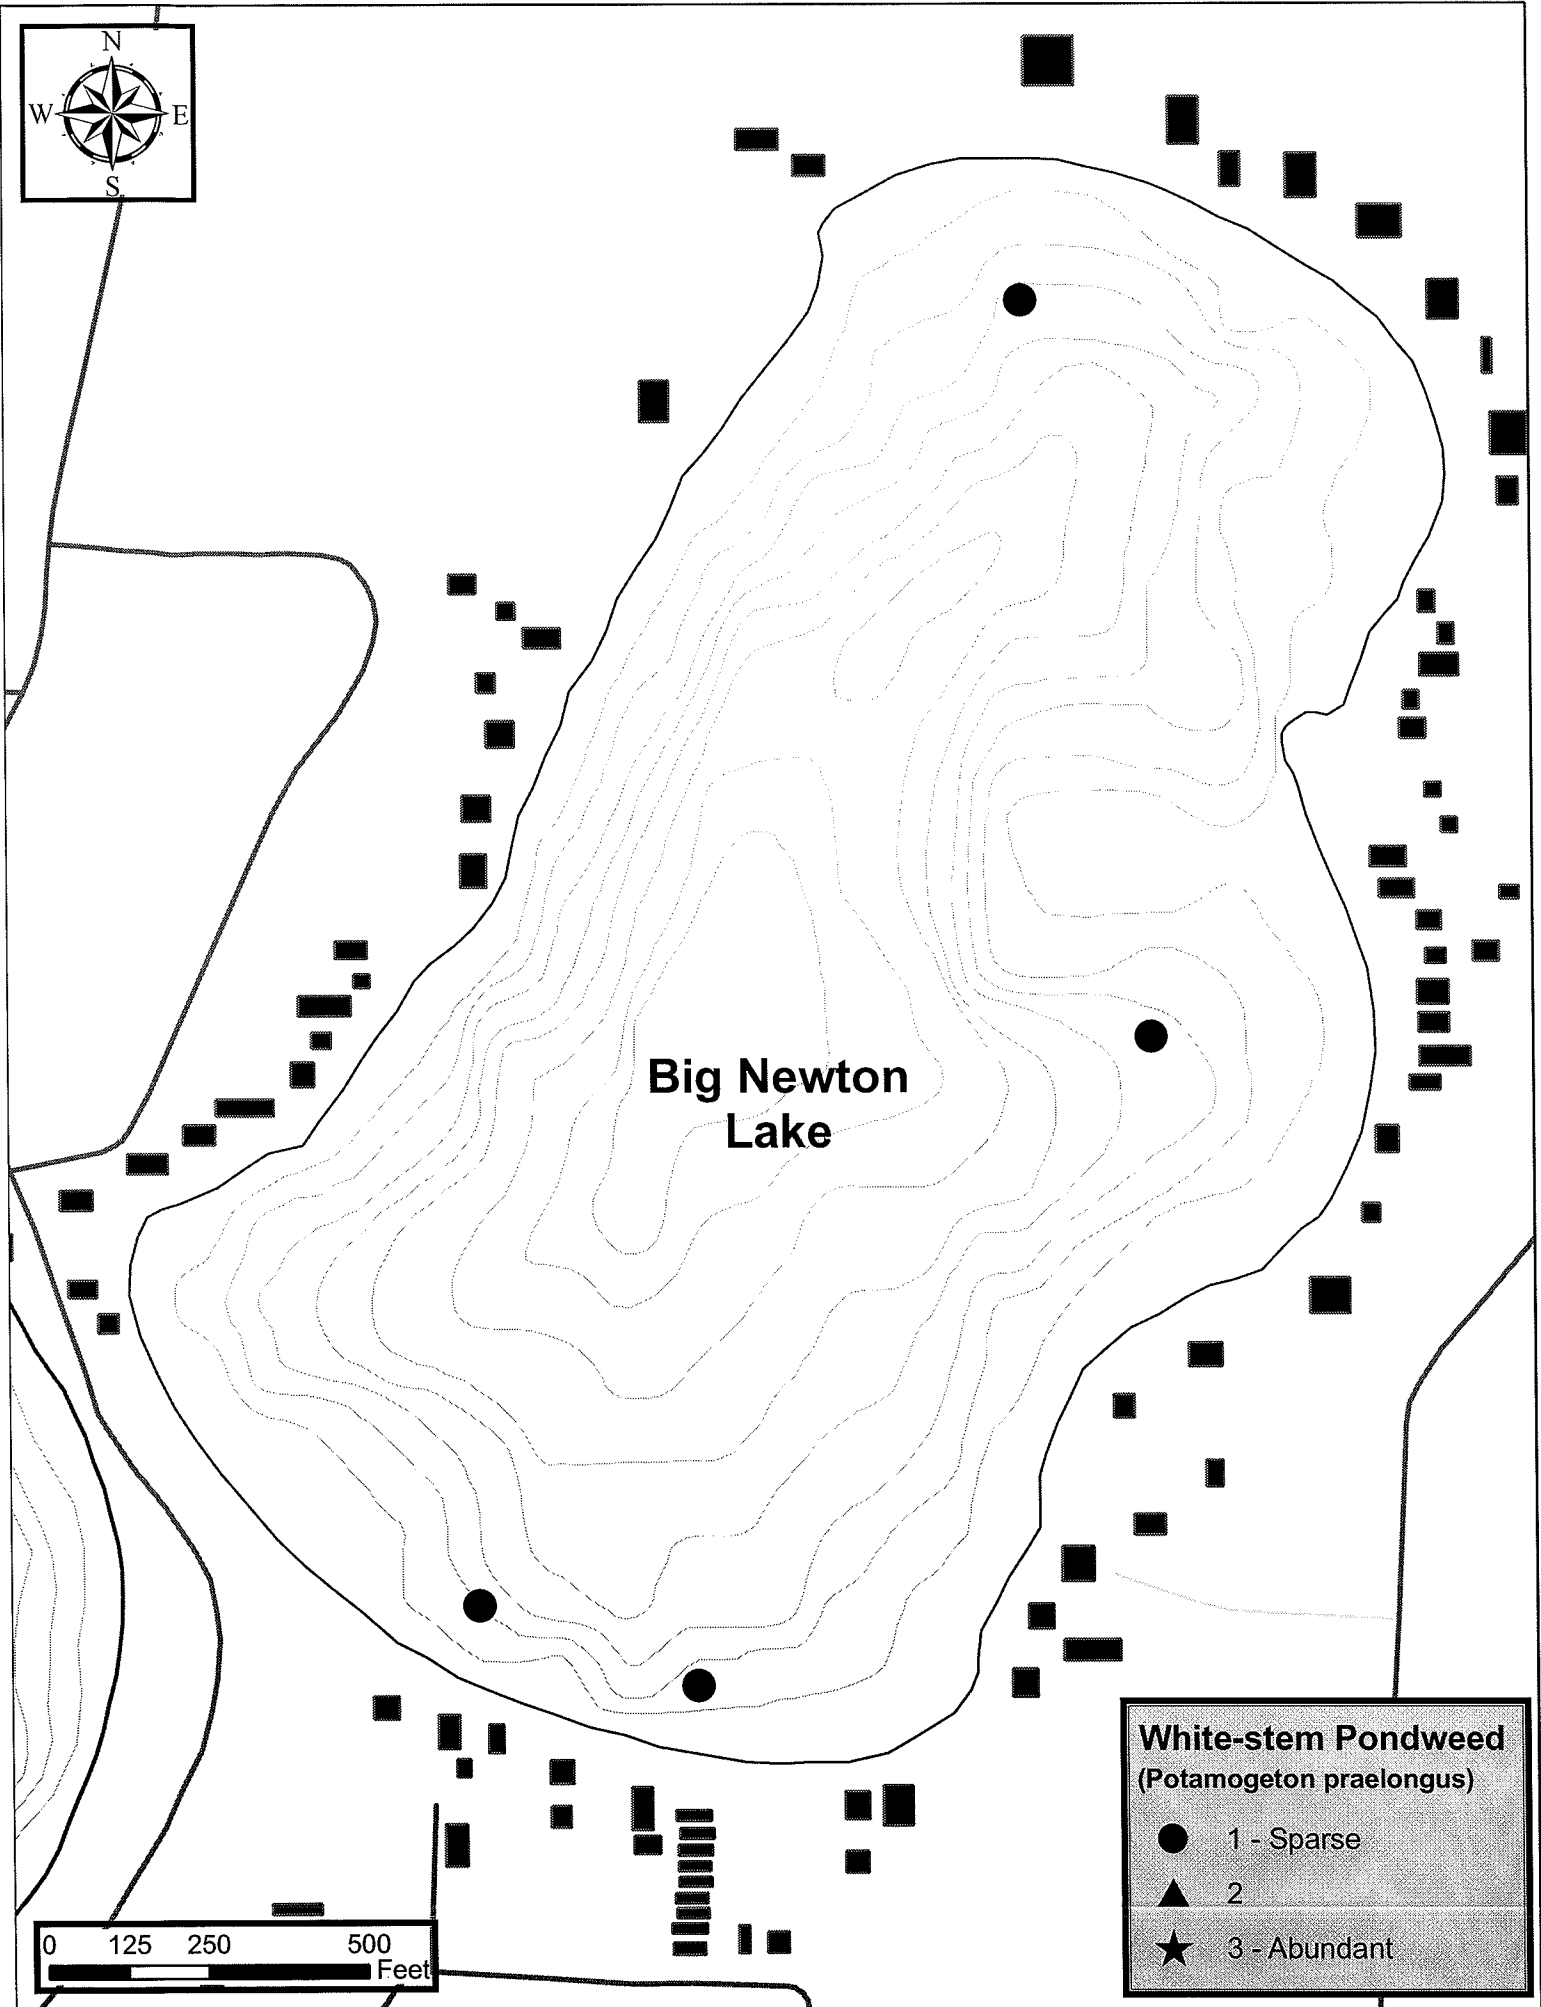 N
W E
S
Big Newton
Lake
White-stem Pondweed
(Potamogeton praelongus)
1 - Sparse
2
3 - Abundant
0 125 250 500
Feet